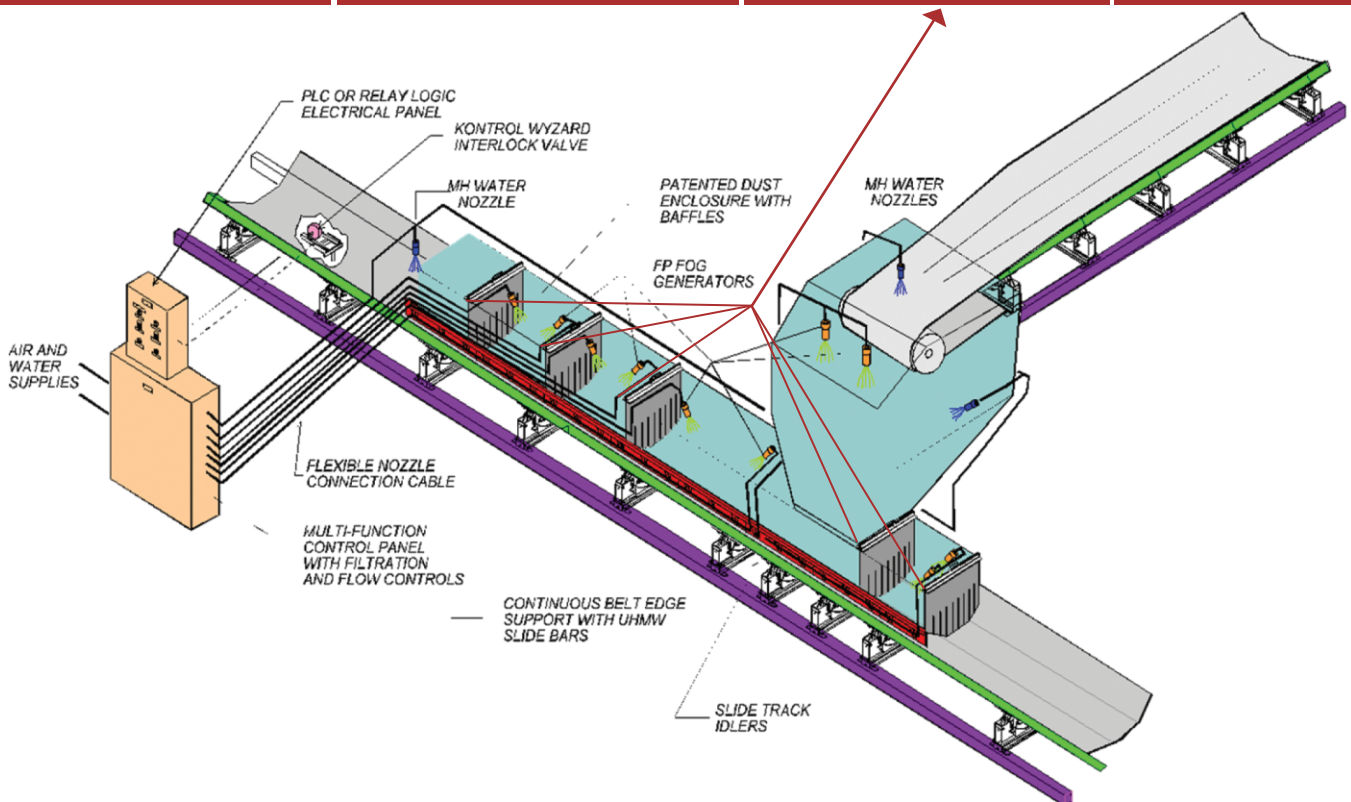 PLC OR RELAY LOGIC
ELECTRICAL PANEL
KONTROL WYZARD
INTERLOCK VALVE
MH WATER
NOZZLE
PATENTED DUST
ENCLOSURE WITH
BAFFLES
MH WATER
NOZZLES
FP FOG
GENERATORS
AIR AND
WATER
SUPPLIES
FLEXIBLE NOZZLE
CONNECTION CABLE
MULTI-FUNCTION
CONTROL PANEL
WITH FILTRATION
AND FLOW CONTROLS
CONTINUOUS BELT EDGE
SUPPORT WITH UHMW
SLIDE BARS
SLIDE TRACK
IDLERS